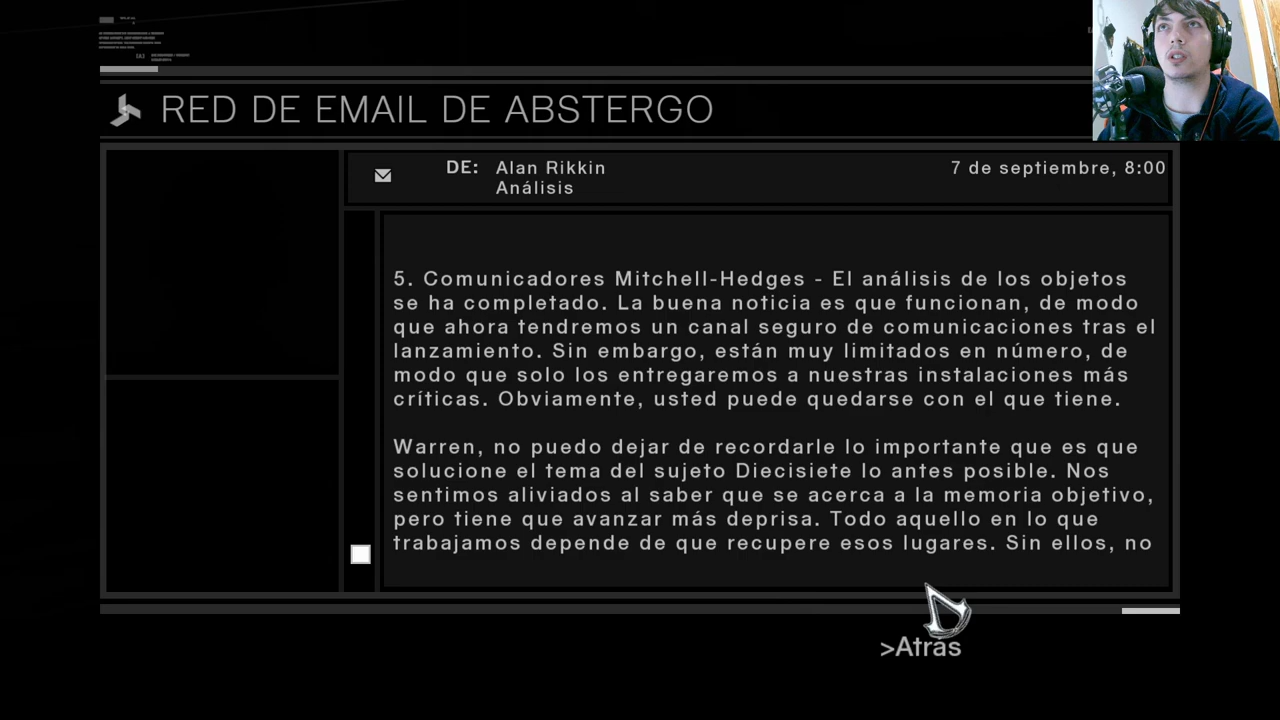 RED DE EMAIL DE ABSTERGO
DE: Alan Rikkin
7 de septiembre, 8:00
Análisis
5. Comunicadores Mitchell-Hedges - El análisis de los objetos
se ha completado. La buena noticia es que funcionan, de modo
que ahora tendremos un canal seguro de comunicaciones tras el
lanzamiento. Sin embargo, están muy limitados en número, de
modo que solo los entregaremos a nuestras instalaciones más
críticas. Obviamente, usted puede quedarse con el que tiene.
Warren, no puedo dejar de recordarle lo importante que es que
solucione el tema del sujeto Diecisiete lo antes posible. Nos
sentimos aliviados al saber que se acerca a la memoria objetivo,
pero tiene que avanzar más deprisa. Todo aquello en lo que
trabajamos depende de que recupere esos lugares. Sin ellos, no
>Atrás